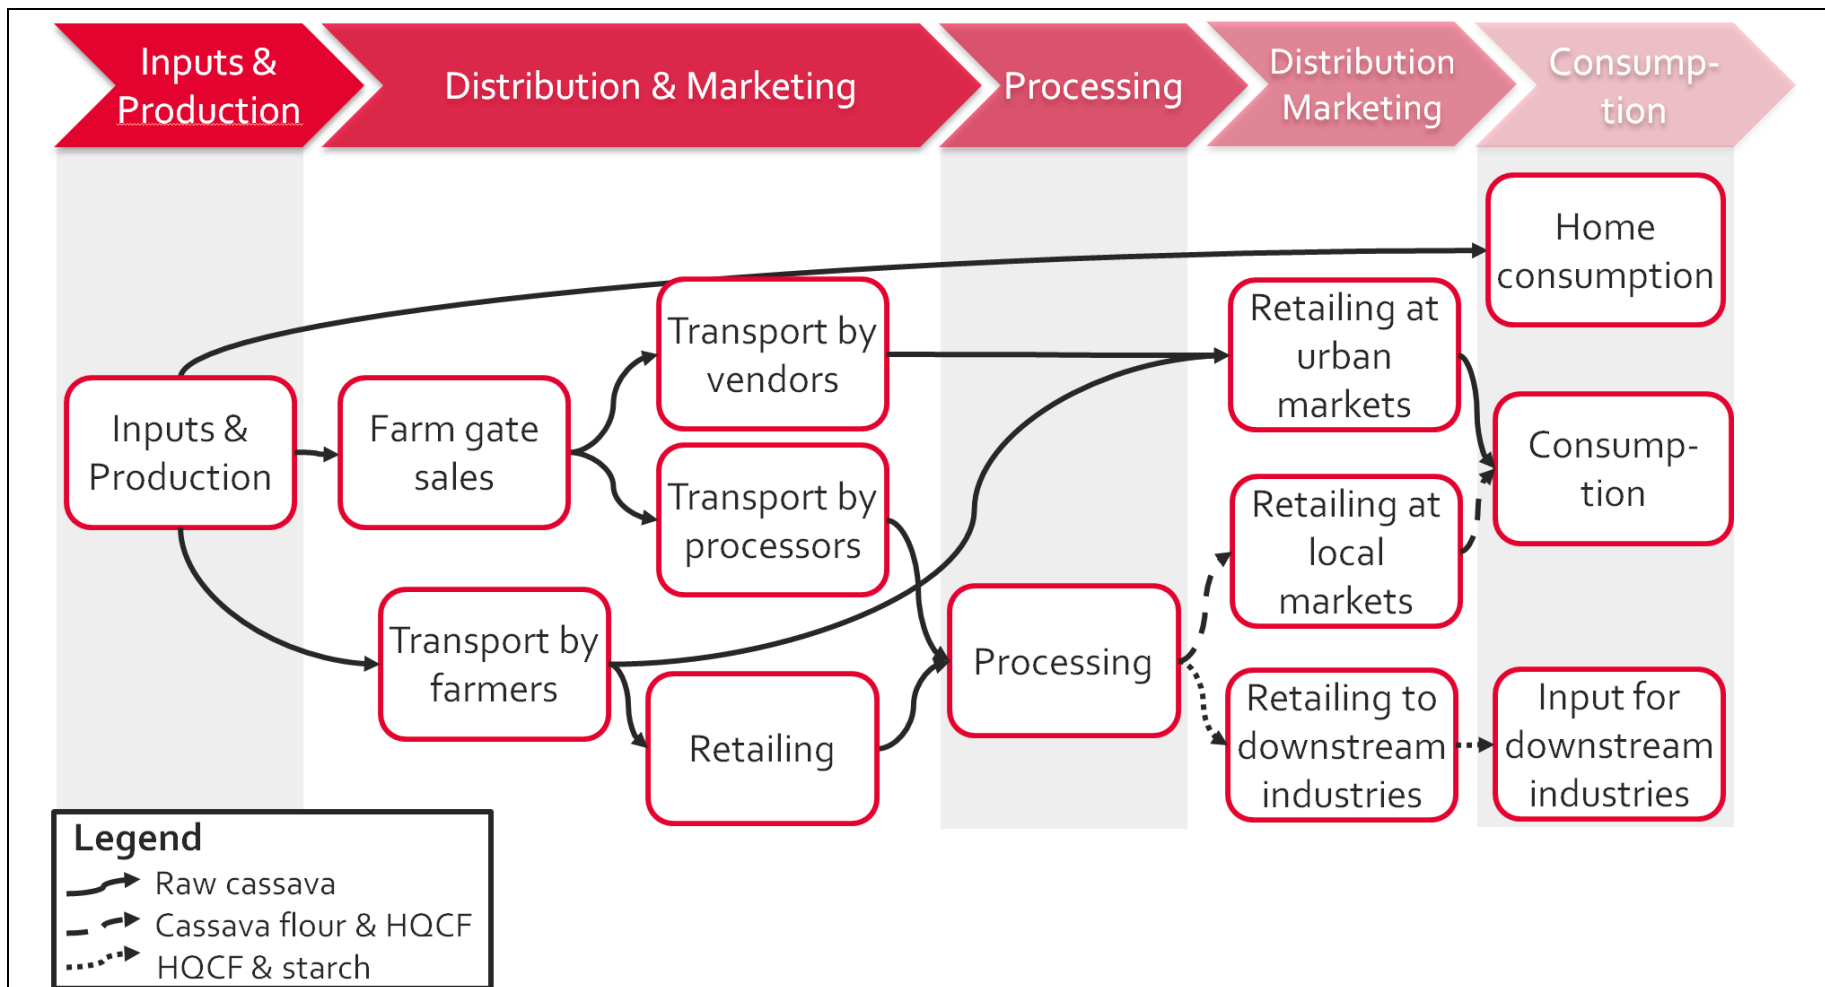 Inputs &
Production
Distribution & Marketing
Processing
Distribution
Marketing
Consump-
tion
Home
consumption
Transport by
vendors
Retailing at
urban
markets
Inputs &
Production
Farm gate
sales
Consump-
tion
Transport by
processors
Retailing at
local
markets
Transport by
farmers
Processing
Retailing
Retailing to
downstream
industries
Input for
downstream
industries
Legend
Raw cassava
Cassava flour & HQCF
HQCF & starch